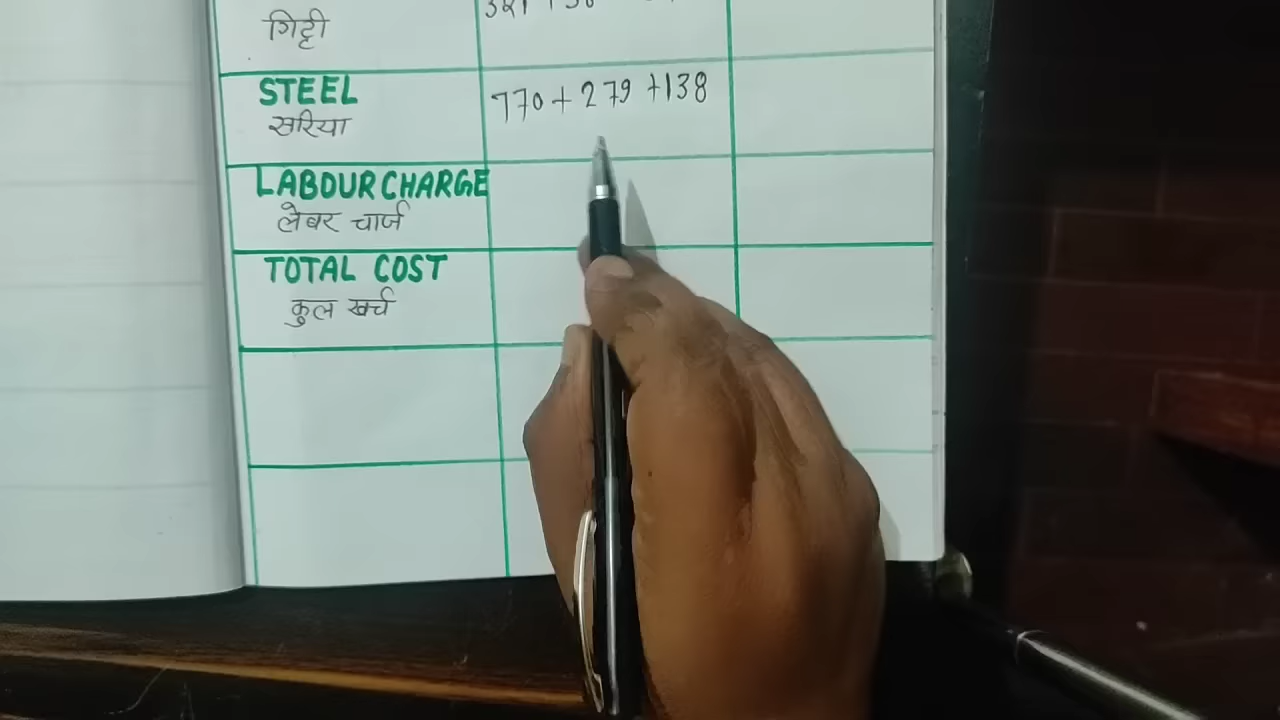 गिट्टी
STEEL 770 + 279 + 138
सरिया
LABOUR CHARGE
लेबर चार्ज
TOTAL COST
कुल खर्च